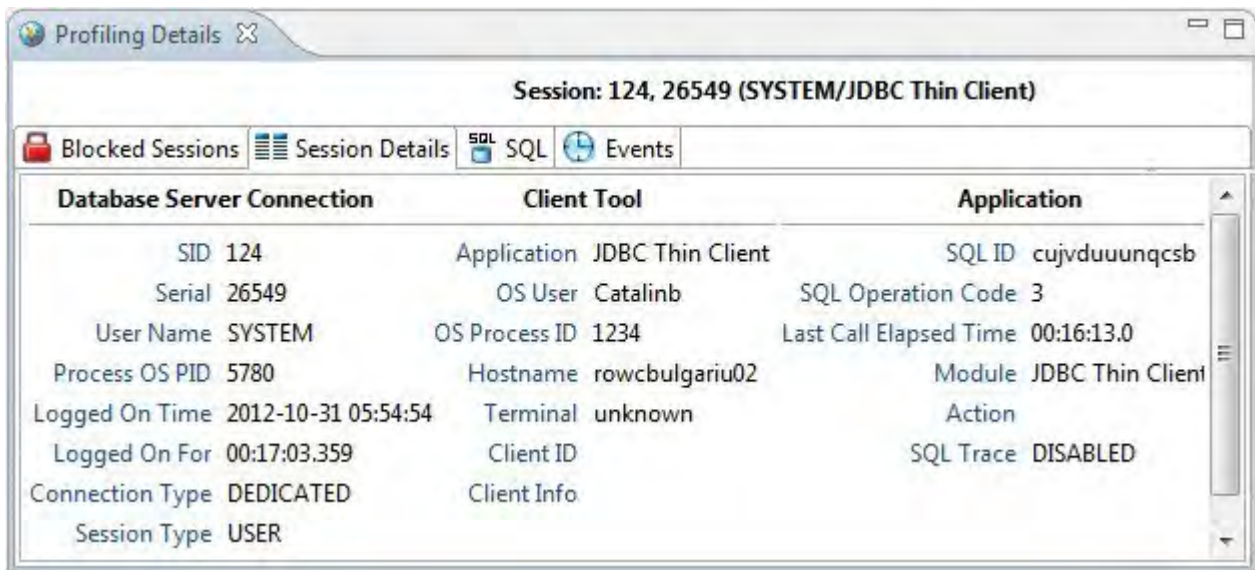 Profiling Details
Session: 124, 26549 (SYSTEM/JDBC Thin Client)
Blocked Sessions Session Details SQL SQL Events
Database Server Connection
SID 124
Serial 26549
User Name SYSTEM
Process OS PID 5780
Logged On Time 2012-10-31 05:54:54
Logged On For 00:17:03.359
Connection Type DEDICATED
Session Type USER
Client Tool
Application JDBC Thin Client
OS User Catalinb
OS Process ID 1234
Hostname rowcbulgariu02
Terminal unknown
Client ID
Client Info
Application
SQL ID cujvduuunqcsb
SQL Operation Code 3
Last Call Elapsed Time 00:16:13.0
Module JDBC Thin Client
Action
SQL Trace DISABLED